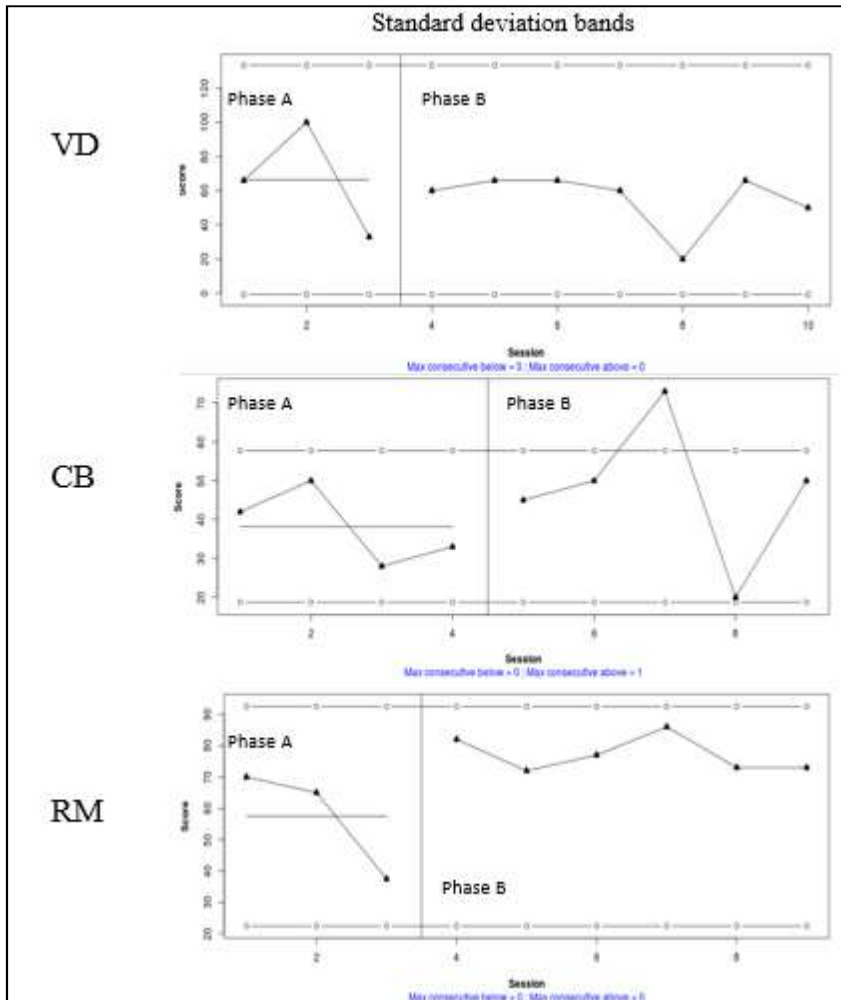 Standard deviation bands
VD
Phase A
Phase B
Score
0 20 40 60 80 100 120
2 4 6 8 10
Session
Max consecutive below = 0 ; Max consecutive above = 0
CB
Phase A
Phase B
Score
20 30 40 50 60 70
2 4 6 8
Session
Max consecutive below = 0 ; Max consecutive above = 1
RM
Phase A
Phase B
Score
20 30 40 50 60 70 80 90
2 4 6 8
Session
Max consecutive below = 0 ; Max consecutive above = 0